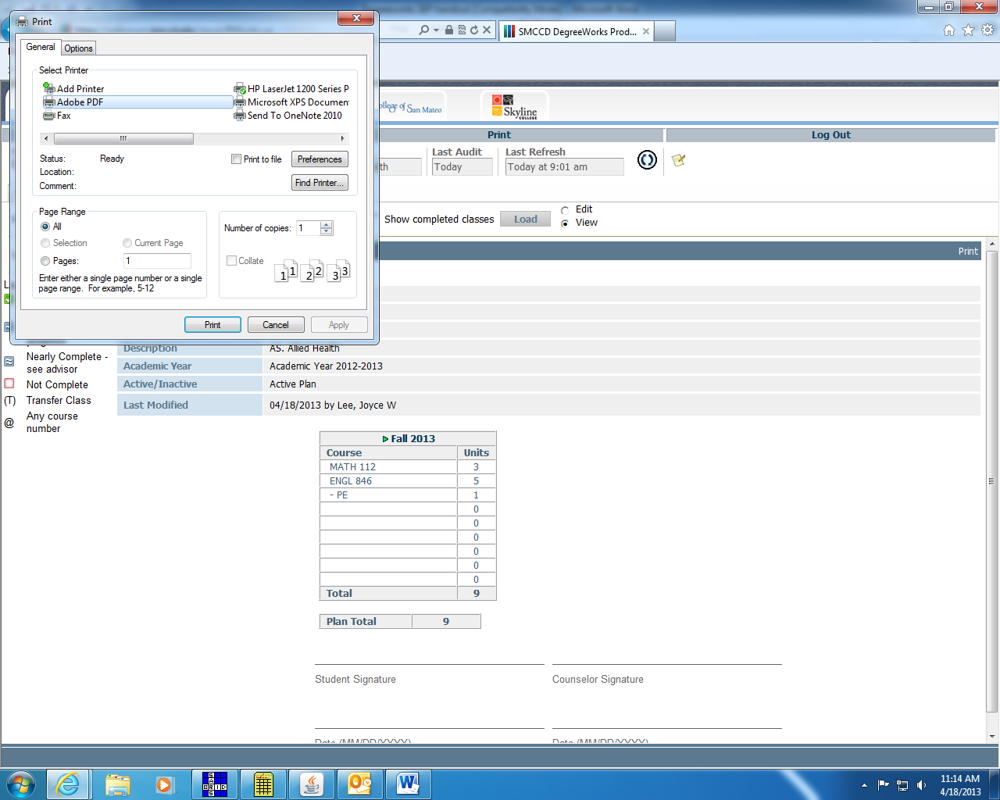 Print
SMCCD DegreeWorks Prod...
General
Options
Select Printer
Add Printer
HP LaserJet 1200 Series P
Adobe PDF
Microsoft XPS Documen
Fax
Send To OneNote 2010
Status: Ready
Print to file
Preferences
Location:
Comment:
Find Printer...
Page Range
All
Selection
Current Page
Pages: 1
Enter either a single page number or a single
page range. For example, 5-12
Number of copies: 1
Collate
1 1 2 2 3 3
Print
Cancel
Apply
College of San Mateo
Skyline
COLLEGE
Print
Log Out
Last Audit
Last Refresh
th
Today
Today at 9:01 am
Show completed classes
Load
Edit
View
Print
Description AS. Allied Health
Academic Year Academic Year 2012-2013
Active/Inactive Active Plan
Last Modified 04/18/2013 by Lee, Joyce W
Nearly Complete -
see advisor
Not Complete
(T) Transfer Class
@ Any course
number
Fall 2013
Course Units
MATH 112 3
ENGL 846 5
- PE 1
0
0
0
0
0
0
Total 9
Plan Total 9
Student Signature
Counselor Signature
Date (MM/DD/YYYY)
Date (MM/DD/YYYY)
SARS
GRID
11:14 AM
4/18/2013